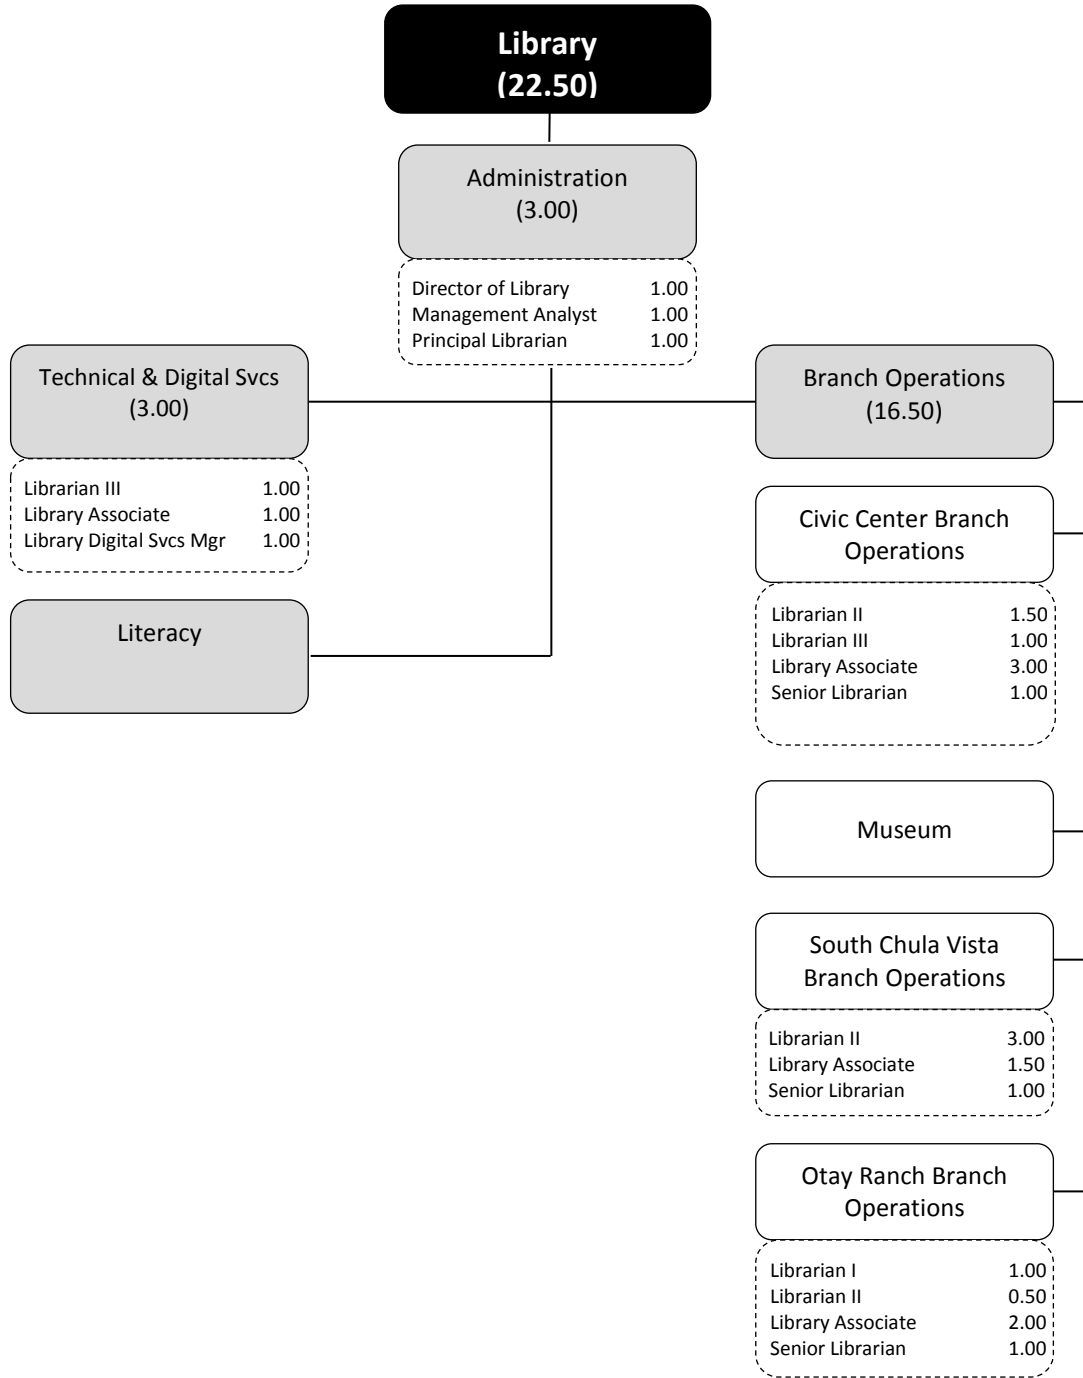 Library
(22.50)
Administration
(3.00)
Director of Library 1.00
Management Analyst 1.00
Principal Librarian 1.00
Technical & Digital Svcs
(3.00)
Librarian III 1.00
Library Associate 1.00
Library Digital Svcs Mgr 1.00
Literacy
Branch Operations
(16.50)
Civic Center Branch
Operations
Librarian II 1.50
Librarian III 1.00
Library Associate 3.00
Senior Librarian 1.00
Museum
South Chula Vista
Branch Operations
Librarian II 3.00
Library Associate 1.50
Senior Librarian 1.00
Otay Ranch Branch
Operations
Librarian I 1.00
Librarian II 0.50
Library Associate 2.00
Senior Librarian 1.00